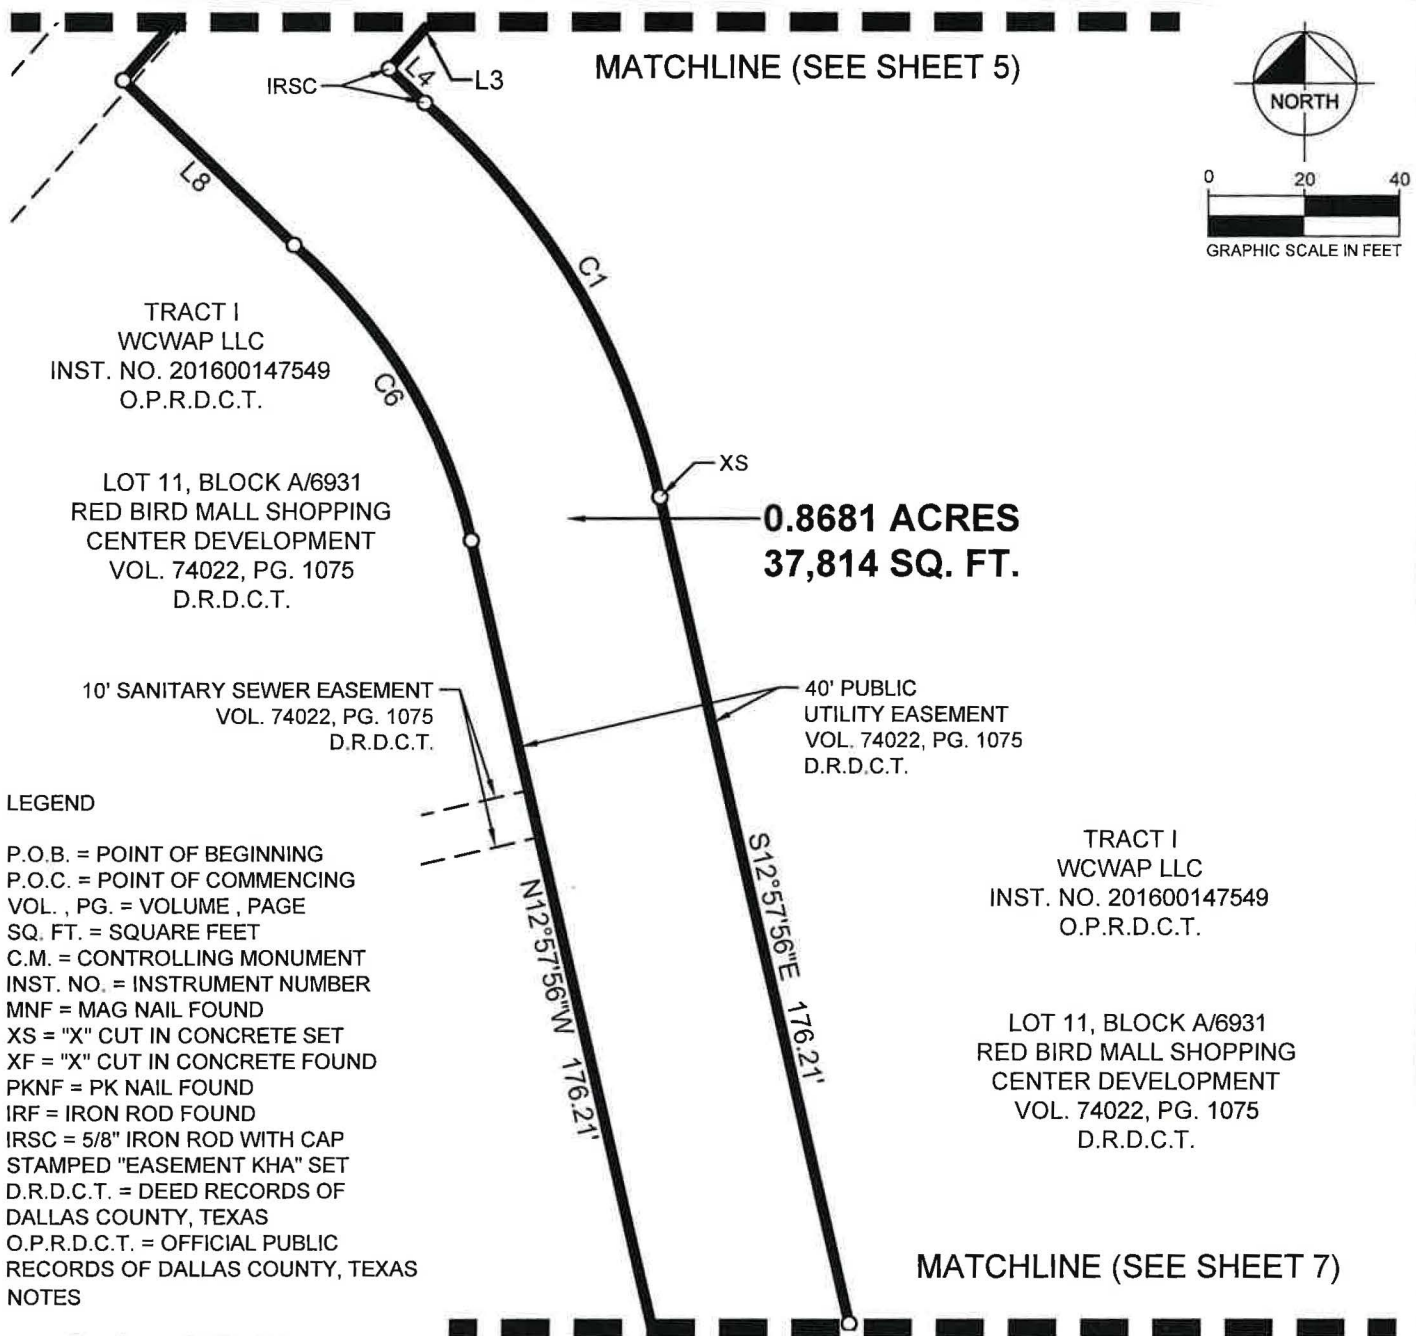 MATCHLINE (SEE SHEET 5)
IRSC
L4
L3
NORTH
0 20 40
GRAPHIC SCALE IN FEET
L8
C1
TRACT I
WCWAP LLC
INST. NO. 201600147549
O.P.R.D.C.T.
C6
LOT 11, BLOCK A/6931
RED BIRD MALL SHOPPING
CENTER DEVELOPMENT
VOL. 74022, PG. 1075
D.R.D.C.T.
XS
0.8681 ACRES
37,814 SQ. FT.
10' SANITARY SEWER EASEMENT
VOL. 74022, PG. 1075
D.R.D.C.T.
40' PUBLIC
UTILITY EASEMENT
VOL. 74022, PG. 1075
D.R.D.C.T.
N12°57'56"W 176.21'
S12°57'56"E 176.21'
TRACT I
WCWAP LLC
INST. NO. 201600147549
O.P.R.D.C.T.
LOT 11, BLOCK A/6931
RED BIRD MALL SHOPPING
CENTER DEVELOPMENT
VOL. 74022, PG. 1075
D.R.D.C.T.
LEGEND
P.O.B. = POINT OF BEGINNING
P.O.C. = POINT OF COMMENCING
VOL. , PG. = VOLUME , PAGE
SQ. FT. = SQUARE FEET
C.M. = CONTROLLING MONUMENT
INST. NO. = INSTRUMENT NUMBER
MNF = MAG NAIL FOUND
XS = "X" CUT IN CONCRETE SET
XF = "X" CUT IN CONCRETE FOUND
PKNF = PK NAIL FOUND
IRF = IRON ROD FOUND
IRSC = 5/8" IRON ROD WITH CAP
STAMPED "EASEMENT KHA" SET
D.R.D.C.T. = DEED RECORDS OF
DALLAS COUNTY, TEXAS
O.P.R.D.C.T. = OFFICIAL PUBLIC
RECORDS OF DALLAS COUNTY, TEXAS
NOTES
MATCHLINE (SEE SHEET 7)